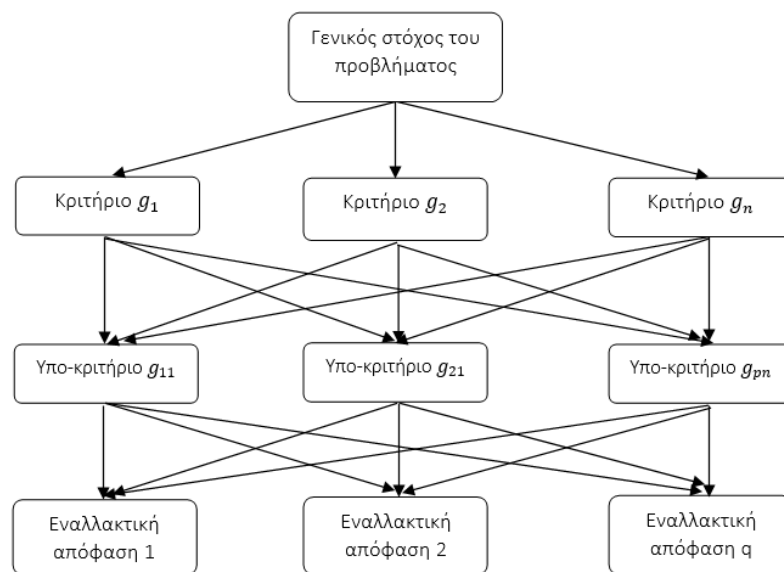 Γενικός στόχος του
προβλήματος
Κριτήριο g₁
Κριτήριο g₂
Κριτήριο gₙ
Υπο-κριτήριο g₁₁
Υπο-κριτήριο g₂₁
Υπο-κριτήριο gₚₙ
Εναλλακτική
απόφαση 1
Εναλλακτική
απόφαση 2
Εναλλακτική
απόφαση q